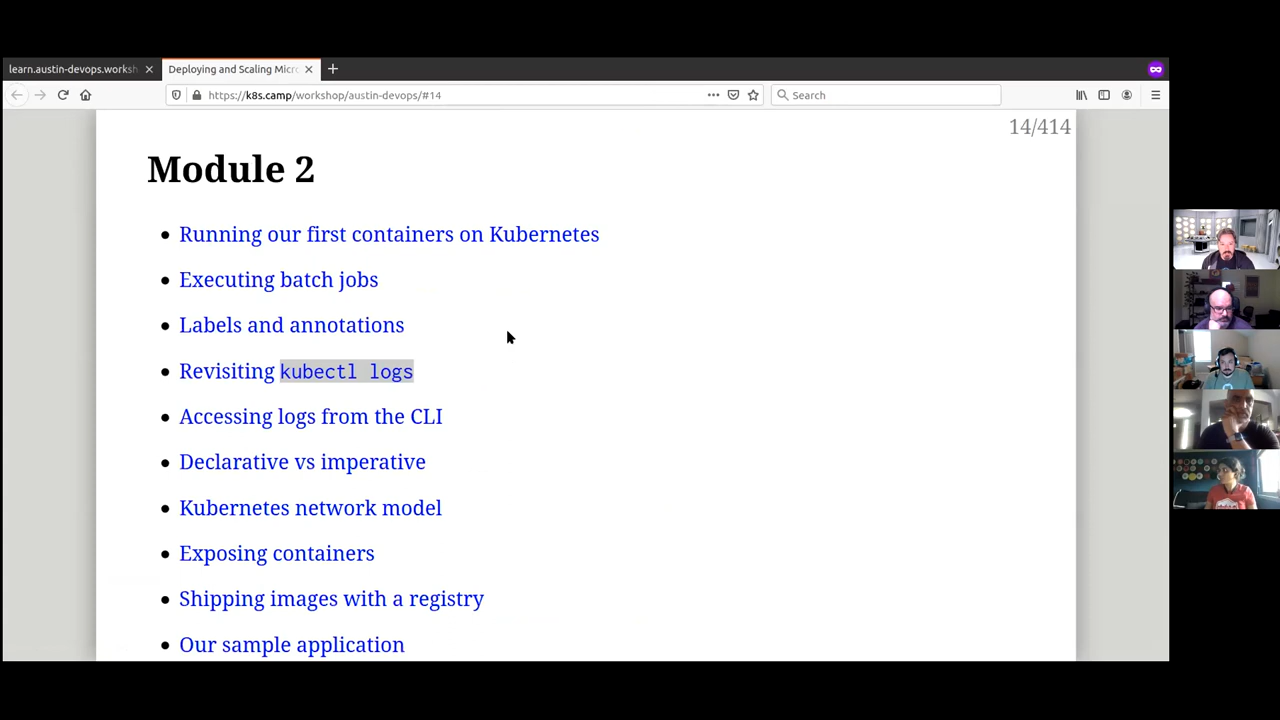 learn.austin-devops.worksh
Deploying and Scaling Micr
https://k8s.camp/workshop/austin-devops/#14
Search
14/414
Module 2
Running our first containers on Kubernetes
Executing batch jobs
Labels and annotations
Revisiting kubectl logs
Accessing logs from the CLI
Declarative vs imperative
Kubernetes network model
Exposing containers
Shipping images with a registry
Our sample application